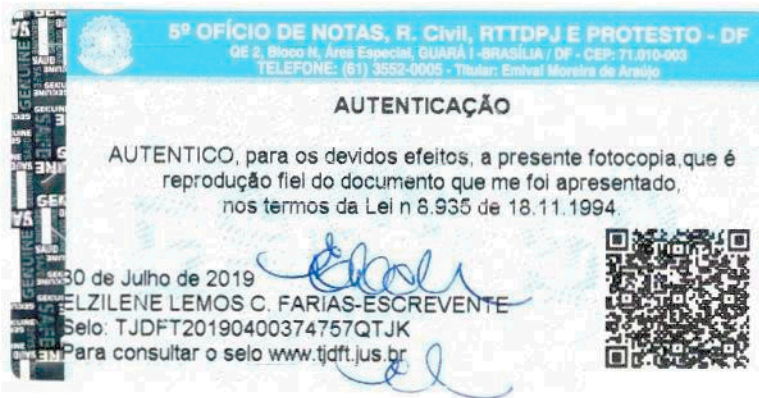 5º OFÍCIO DE NOTAS, R. Civil, RTTDPJ E PROTESTO - DF
QE 2, Bloco N, Área Especial, GUARÁ I -BRASÍLIA / DF - CEP: 71.010-003
TELEFONE: (61) 3552-0005 - Titular: Emival Moreira de Araújo
AUTENTICAÇÃO
AUTENTICO, para os devidos efeitos, a presente fotocopia,que é
reprodução fiel do documento que me foi apresentado,
nos termos da Lei n 8.935 de 18.11.1994.
30 de Julho de 2019
ELZILENE LEMOS C. FARIAS-ESCREVENTE
Selo: TJDFT20190400374757QTJK
Para consultar o selo www.tjdft.jus.br
GENUINE